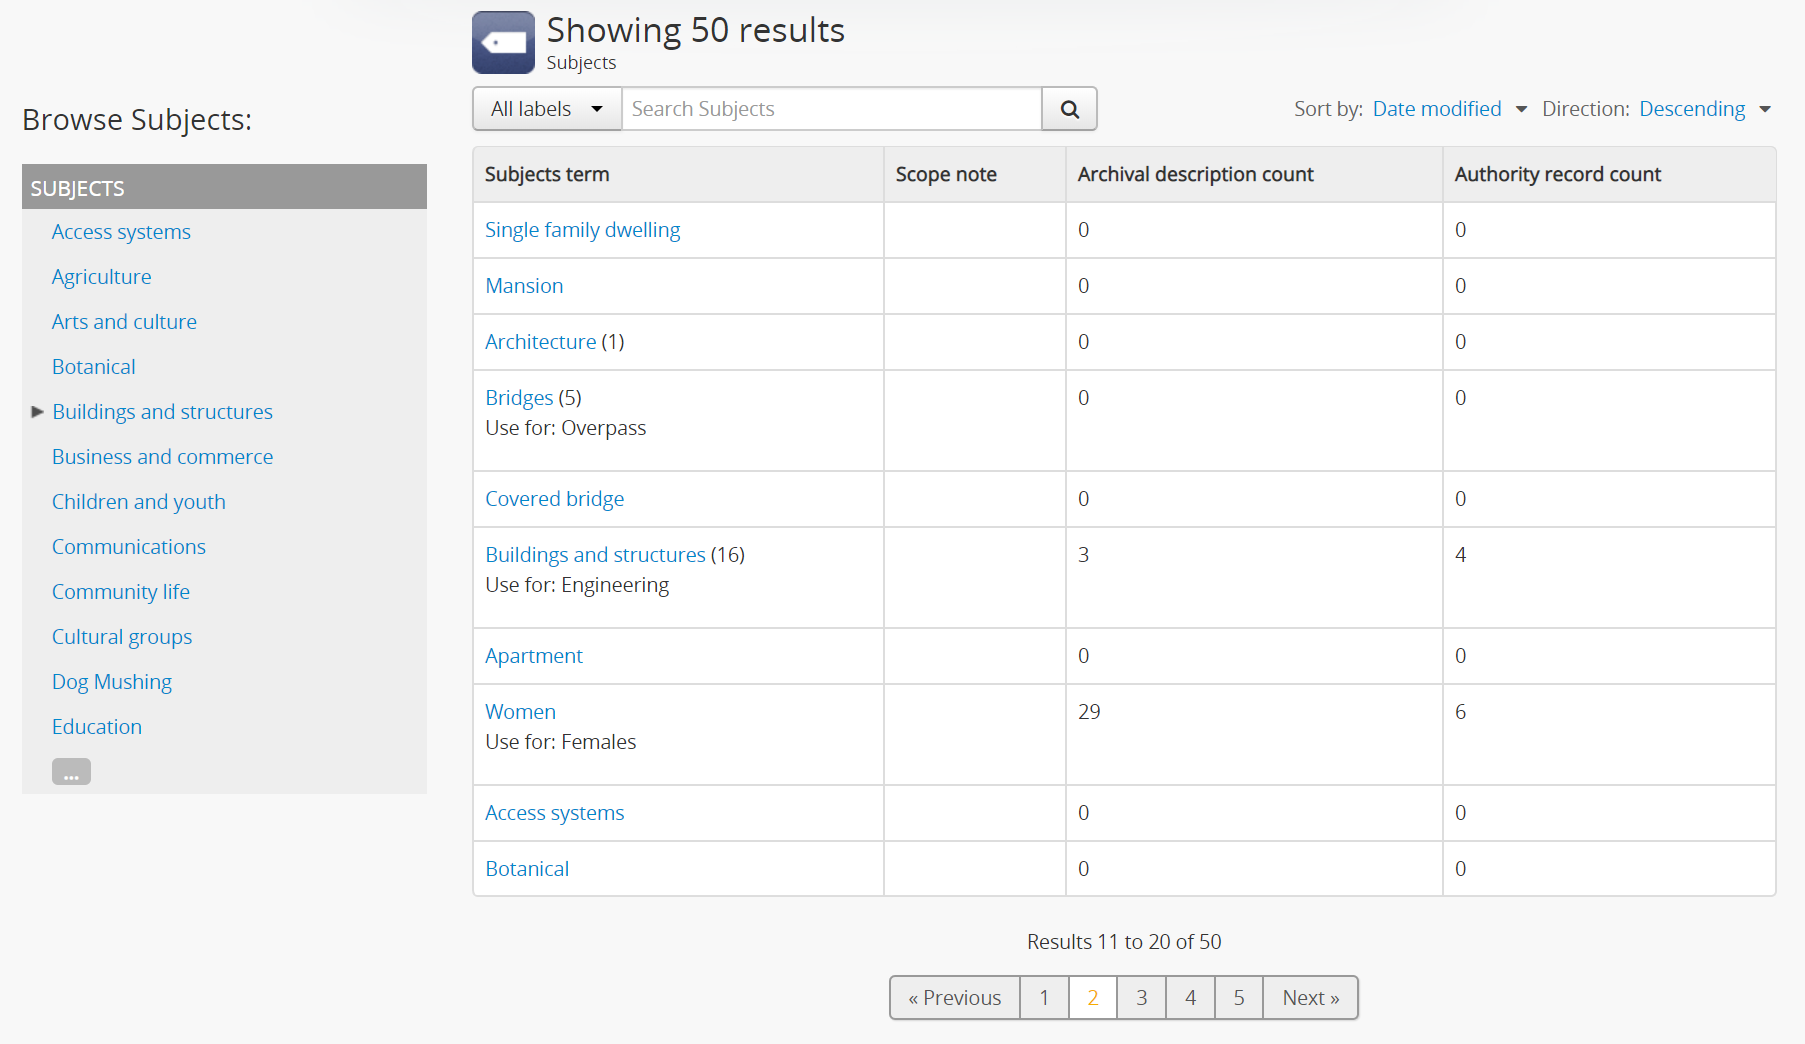 Showing 50 results
Subjects
Browse Subjects:
All labels
Search Subjects
Sort by: Date modified
Direction: Descending
SUBJECTS
Access systems
Agriculture
Arts and culture
Botanical
Buildings and structures
Business and commerce
Children and youth
Communications
Community life
Cultural groups
Dog Mushing
Education
...
Subjects term Scope note Archival description count Authority record count
Single family dwelling 0 0
Mansion 0 0
Architecture (1) 0 0
Bridges (5) 0 0
Use for: Overpass
Covered bridge 0 0
Buildings and structures (16) 3 4
Use for: Engineering
Apartment 0 0
Women 29 6
Use for: Females
Access systems 0 0
Botanical 0 0
Results 11 to 20 of 50
« Previous 1 2 3 4 5 Next »